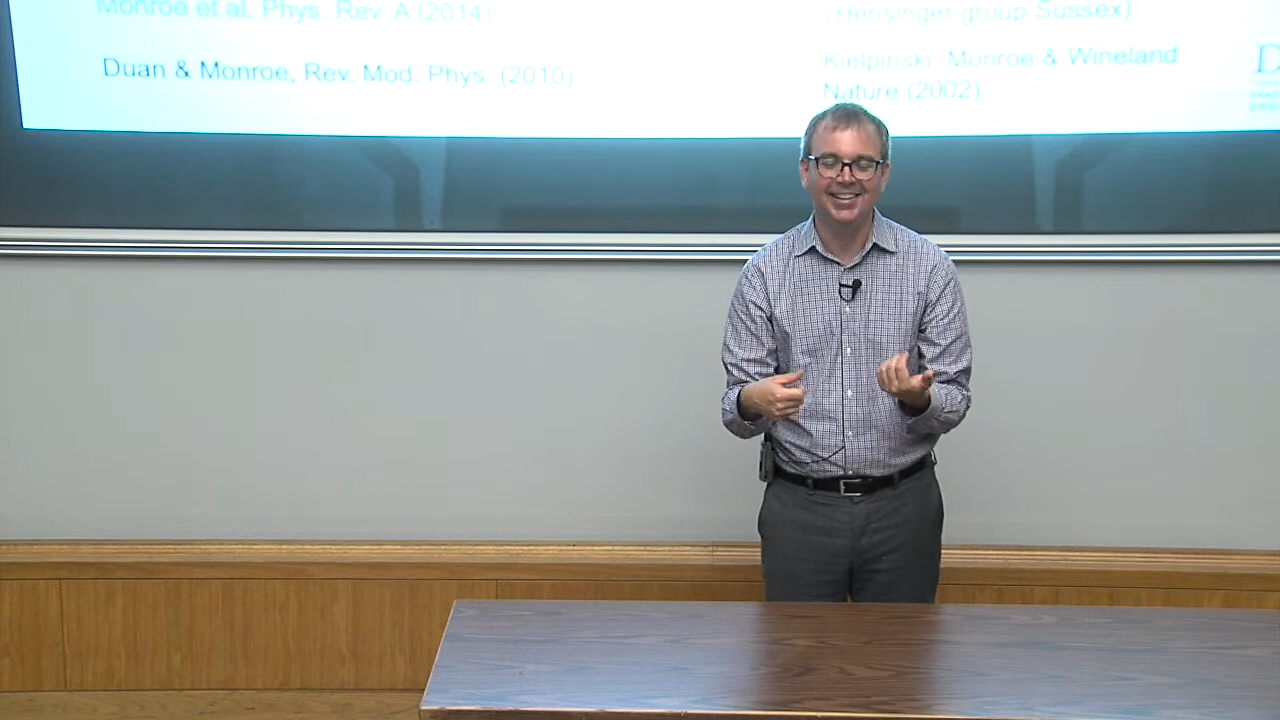 Monroe et al. Phys. Rev. A (2014)
(Hensinger group Sussex)
Duan & Monroe, Rev. Mod. Phys. (2010)
Kielpinski, Monroe & Wineland
Nature (2002)
D